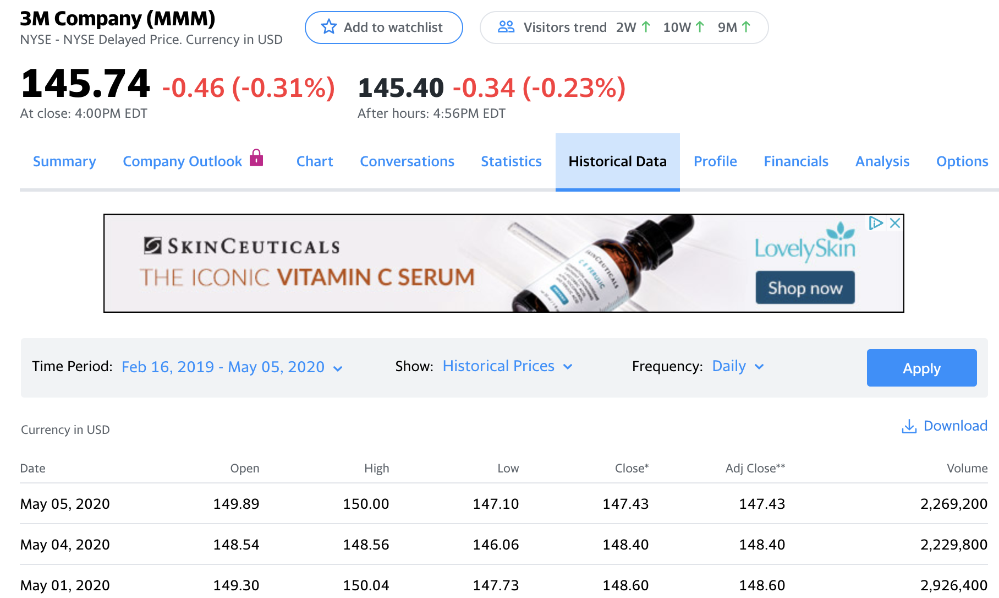 3M Company (MMM)
NYSE - NYSE Delayed Price. Currency in USD
Add to watchlist
Visitors trend 2W ↑ 10W ↑ 9M ↑
145.74 -0.46 (-0.31%)
At close: 4:00PM EDT
145.40 -0.34 (-0.23%)
After hours: 4:56PM EDT
Summary Company Outlook Chart Conversations Statistics Historical Data Profile Financials Analysis Options
SKINCEUTICALS
THE ICONIC VITAMIN C SERUM
SKINCEUTICALS
C E FERULIC
LovelySkin
Shop now
Time Period: Feb 16, 2019 - May 05, 2020 Show: Historical Prices Frequency: Daily Apply
Currency in USD Download
Date Open High Low Close* Adj Close** Volume
May 05, 2020 149.89 150.00 147.10 147.43 147.43 2,269,200
May 04, 2020 148.54 148.56 146.06 148.40 148.40 2,229,800
May 01, 2020 149.30 150.04 147.73 148.60 148.60 2,926,400